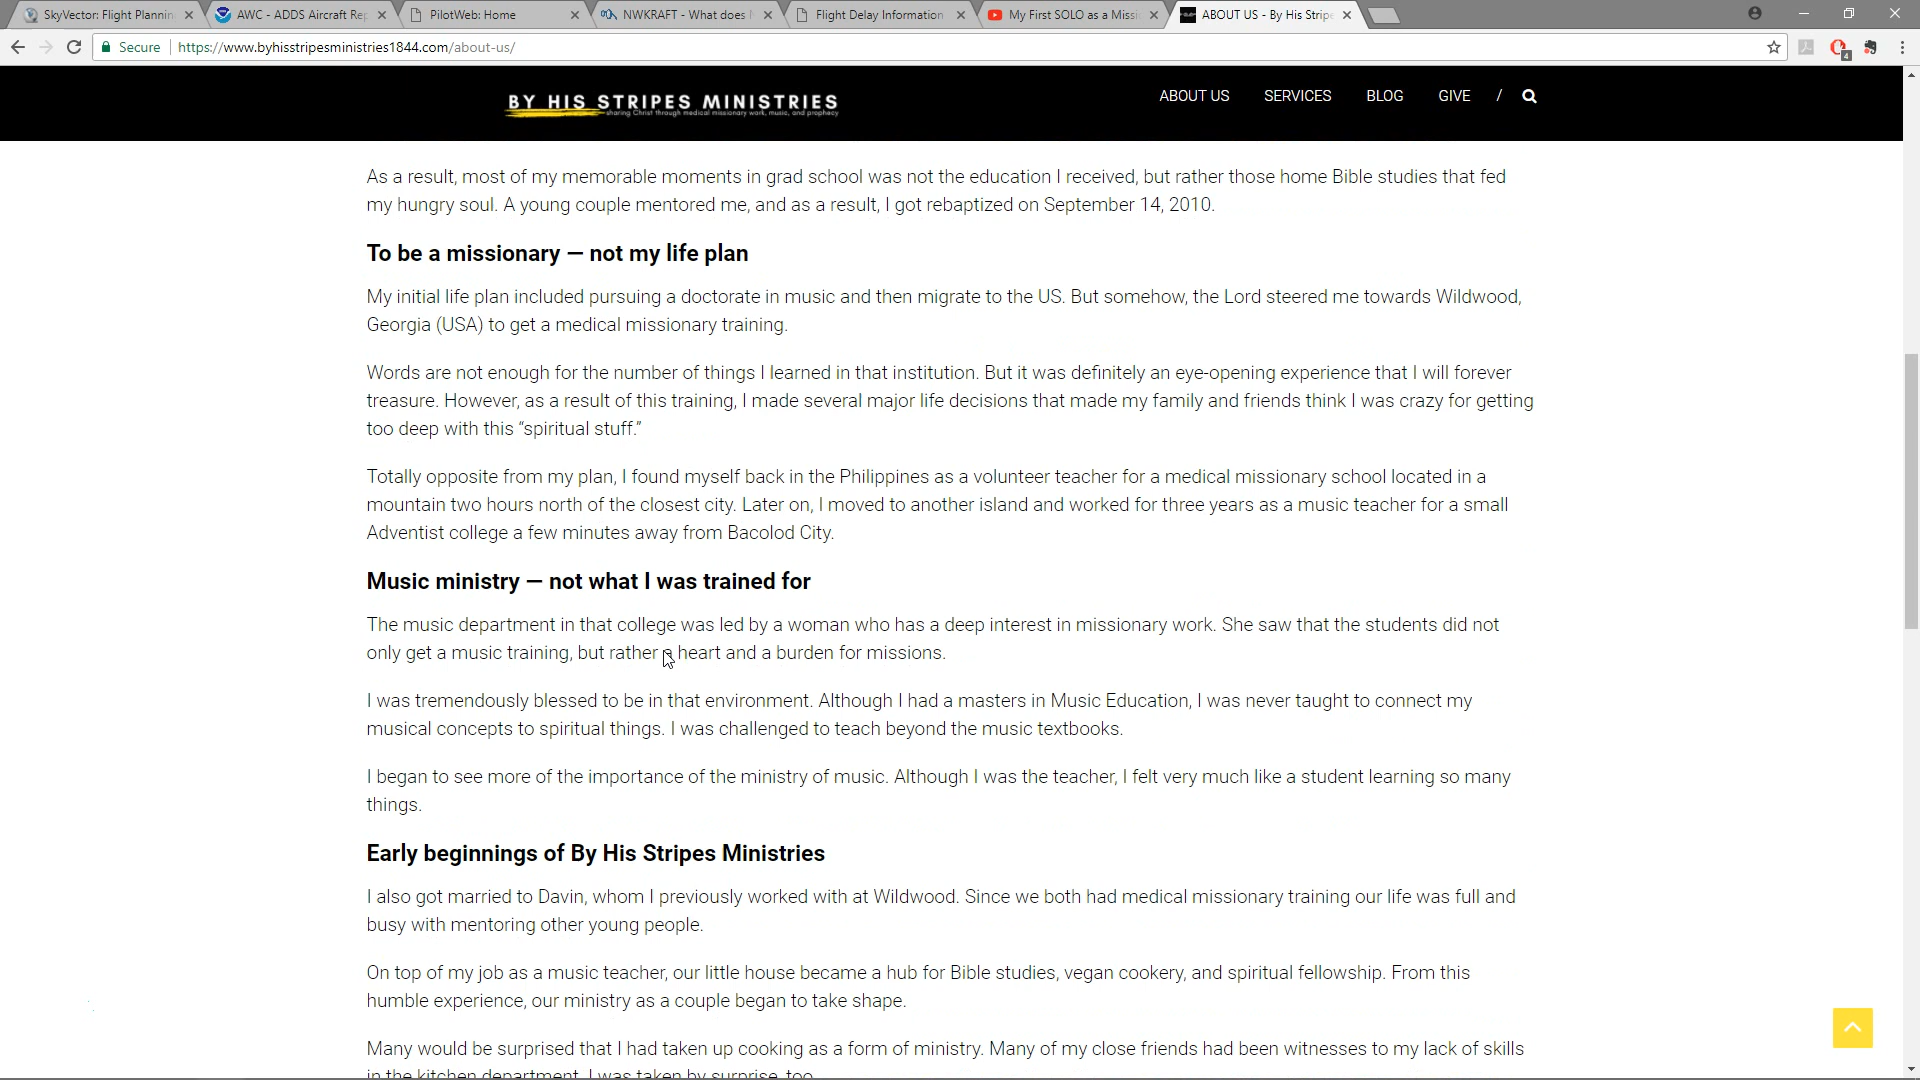 SkyVector: Flight Plannin
AWC - ADDS Aircraft Re
PilotWeb: Home
NWKRAFT - What does
Flight Delay Information
My First SOLO as a Missi
ABOUT US - By His Stripe
Secure
https://www.byhisstripesministries1844.com/about-us/
4
BY HIS STRIPES MINISTRIES
sharing Christ through medical missionary work, music, and prophecy
ABOUT US
SERVICES
BLOG
GIVE
/
As a result, most of my memorable moments in grad school was not the education I received, but rather those home Bible studies that fed
my hungry soul. A young couple mentored me, and as a result, I got rebaptized on September 14, 2010.
To be a missionary — not my life plan
My initial life plan included pursuing a doctorate in music and then migrate to the US. But somehow, the Lord steered me towards Wildwood,
Georgia (USA) to get a medical missionary training.
Words are not enough for the number of things I learned in that institution. But it was definitely an eye-opening experience that I will forever
treasure. However, as a result of this training, I made several major life decisions that made my family and friends think I was crazy for getting
too deep with this “spiritual stuff.”
Totally opposite from my plan, I found myself back in the Philippines as a volunteer teacher for a medical missionary school located in a
mountain two hours north of the closest city. Later on, I moved to another island and worked for three years as a music teacher for a small
Adventist college a few minutes away from Bacolod City.
Music ministry — not what I was trained for
The music department in that college was led by a woman who has a deep interest in missionary work. She saw that the students did not
only get a music training, but rather a heart and a burden for missions.
I was tremendously blessed to be in that environment. Although I had a masters in Music Education, I was never taught to connect my
musical concepts to spiritual things. I was challenged to teach beyond the music textbooks.
I began to see more of the importance of the ministry of music. Although I was the teacher, I felt very much like a student learning so many
things.
Early beginnings of By His Stripes Ministries
I also got married to Davin, whom I previously worked with at Wildwood. Since we both had medical missionary training our life was full and
busy with mentoring other young people.
On top of my job as a music teacher, our little house became a hub for Bible studies, vegan cookery, and spiritual fellowship. From this
humble experience, our ministry as a couple began to take shape.
Many would be surprised that I had taken up cooking as a form of ministry. Many of my close friends had been witnesses to my lack of skills
in the kitchen department. I was taken by surprise, too.